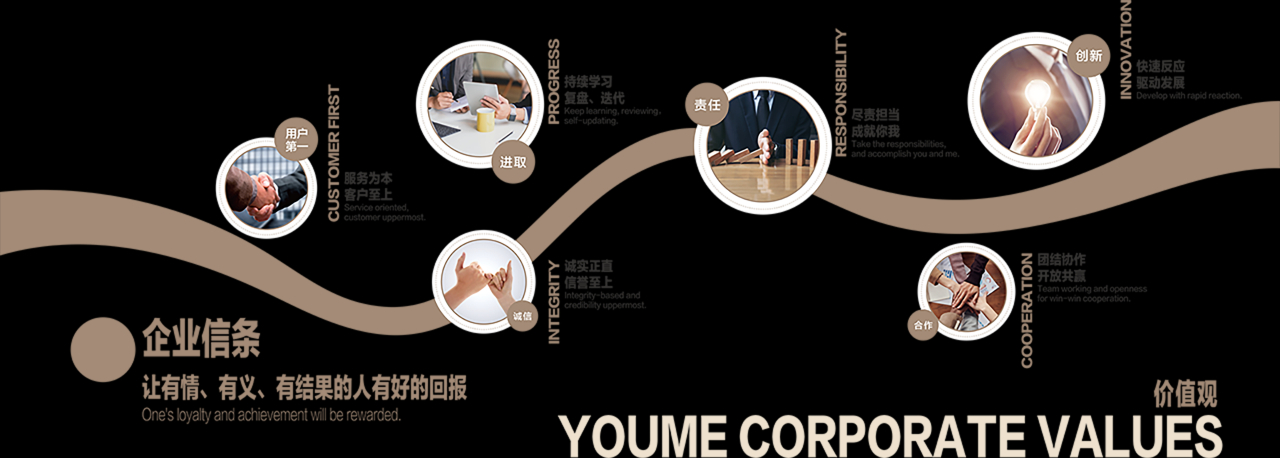 用户
第一
CUSTOMER FIRST
服务为本
客户至上
Service oriented,
customer uppermost.
进取
PROGRESS
持续学习
复盘、迭代
Keep learning, reviewing,
self-updating.
诚信
INTEGRITY
诚实正直
信誉至上
Integrity-based and
credibility uppermost.
责任
RESPONSIBILITY
尽责担当
成就你我
Take the responsibilities,
and accomplish you and me.
创新
INNOVATION
快速反应
驱动发展
Develop with rapid reaction.
合作
COOPERATION
团结协作
开放共赢
Team working and openness
for win-win cooperation.
企业信条
让有情、有义、有结果的人有好的回报
One's loyalty and achievement will be rewarded.
价值观
YOUME CORPORATE VALUES